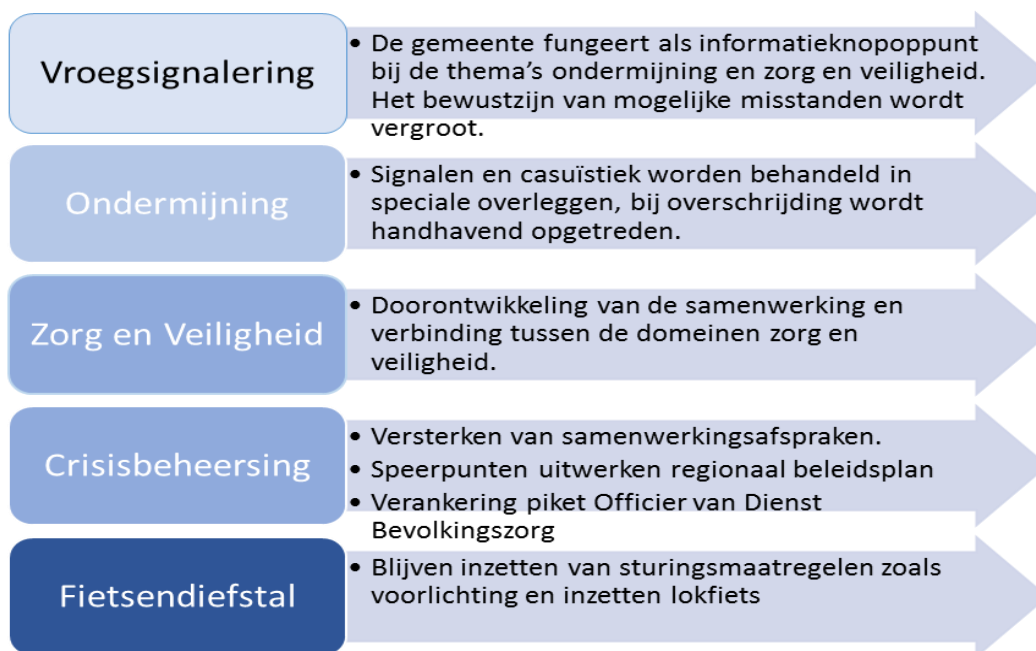 Vroegsignalering
• De gemeente fungeert als informatieknopoppunt
bij de thema's ondermijning en zorg en veiligheid.
Het bewustzijn van mogelijke misstanden wordt
vergroot.
Ondermijning
• Signalen en casuïstiek worden behandeld in
speciale overleggen, bij overschrijding wordt
handhavend opgetreden.
Zorg en Veiligheid
• Doorontwikkeling van de samenwerking en
verbinding tussen de domeinen zorg en
veiligheid.
Crisisbeheersing
• Versterken van samenwerkingsafspraken.
• Speerpunten uitwerken regionaal beleidsplan
• Verankering piket Officier van Dienst
Bevolkingszorg
Fietsendiefstal
• Blijven inzetten van sturingsmaatregelen zoals
voorlichting en inzetten lokfiets